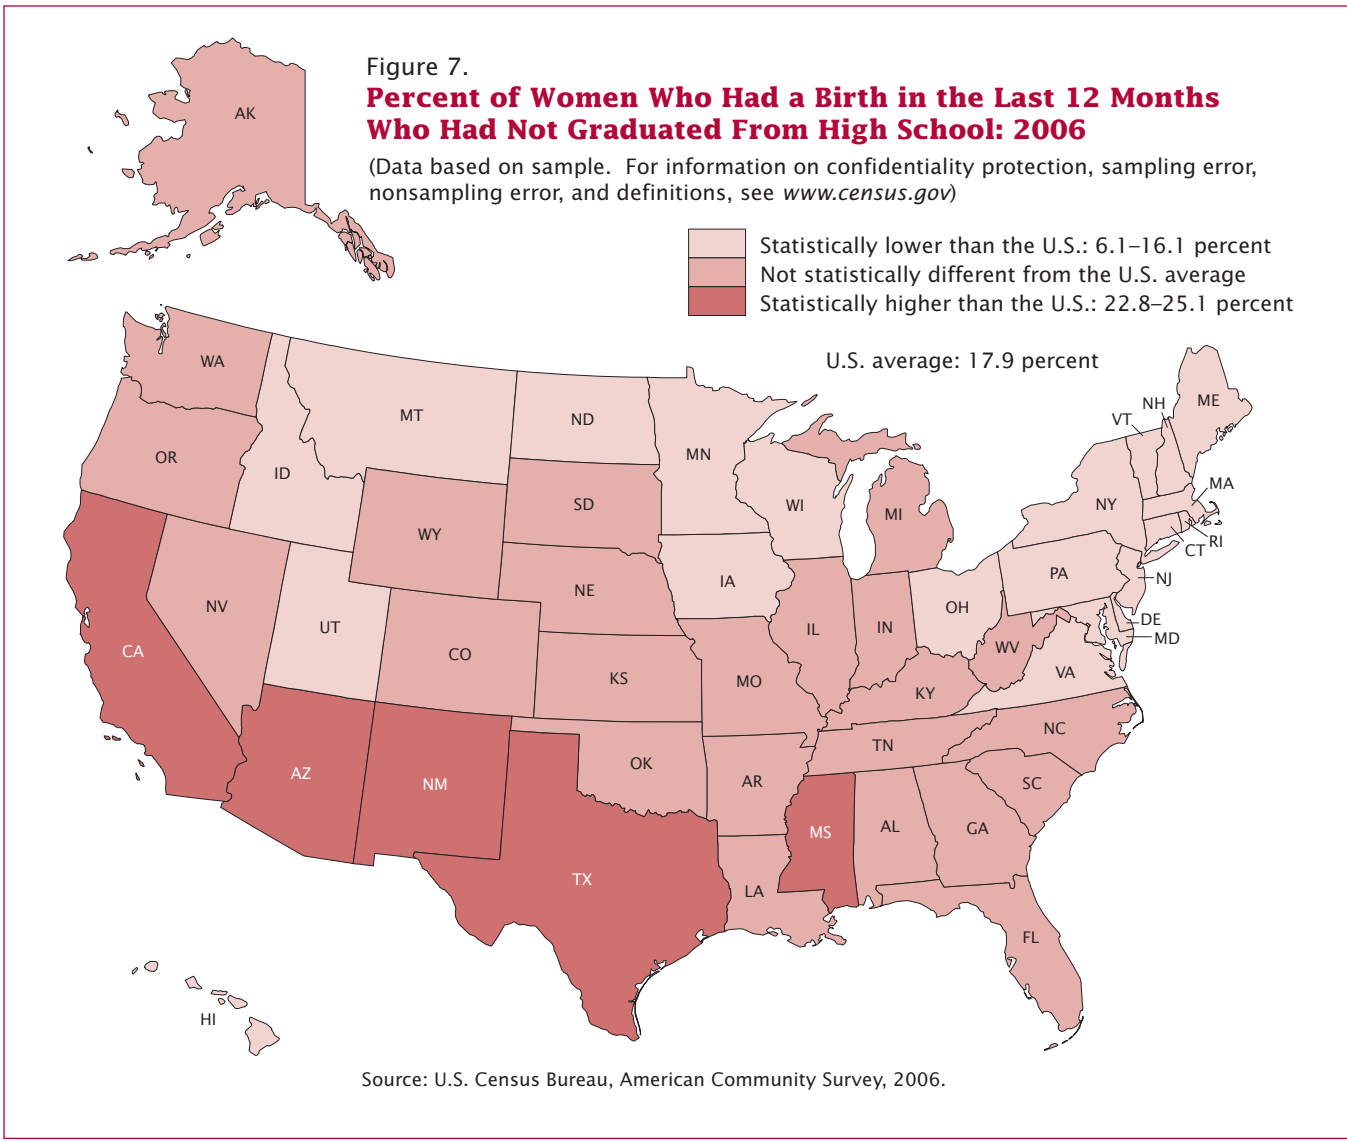 AK
Figure 7.
Percent of Women Who Had a Birth in the Last 12 Months
Who Had Not Graduated From High School: 2006
(Data based on sample.  For information on confidentiality protection, sampling error,
nonsampling error, and definitions, see www.census.gov)
Statistically lower than the U.S.: 6.1–16.1 percent
Not statistically different from the U.S. average
Statistically higher than the U.S.: 22.8–25.1 percent
U.S. average: 17.9 percent
WA
MT
ND
MN
OR
ID
WY
SD
WI
MI
NY
VT
NH
ME
MA
RI
CT
NJ
PA
DE
MD
NV
UT
NE
IA
CO
KS
MO
IL
IN
OH
WV
VA
KY
CA
AZ
NM
OK
AR
TN
NC
SC
TX
LA
MS
AL
GA
FL
HI
Source: U.S. Census Bureau, American Community Survey, 2006.